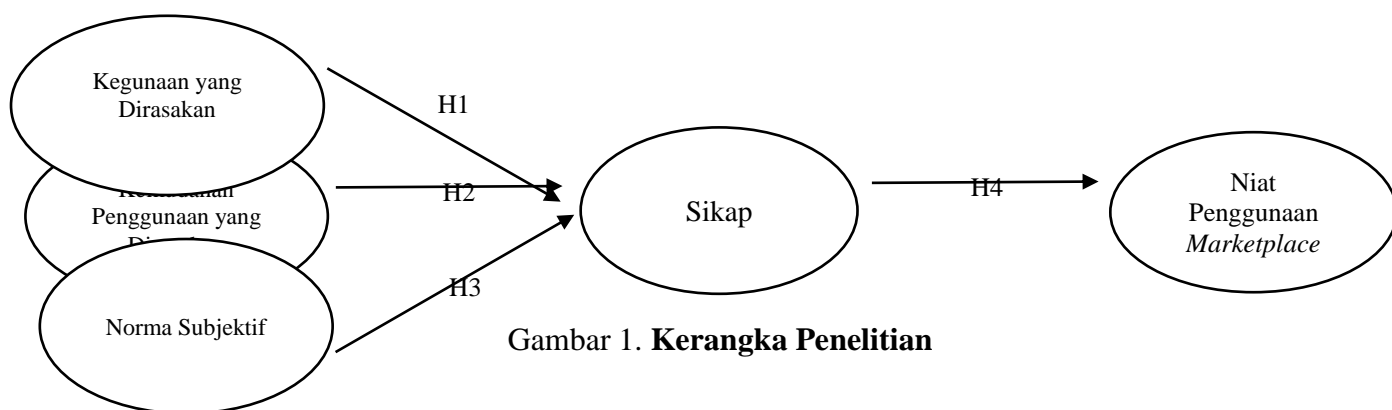 Kegunaan yang
Dirasakan
H1
Penggunaan yang
H2
Norma Subjektif
H3
Sikap
H4
Niat
Penggunaan
Marketplace
Gambar 1. Kerangka Penelitian